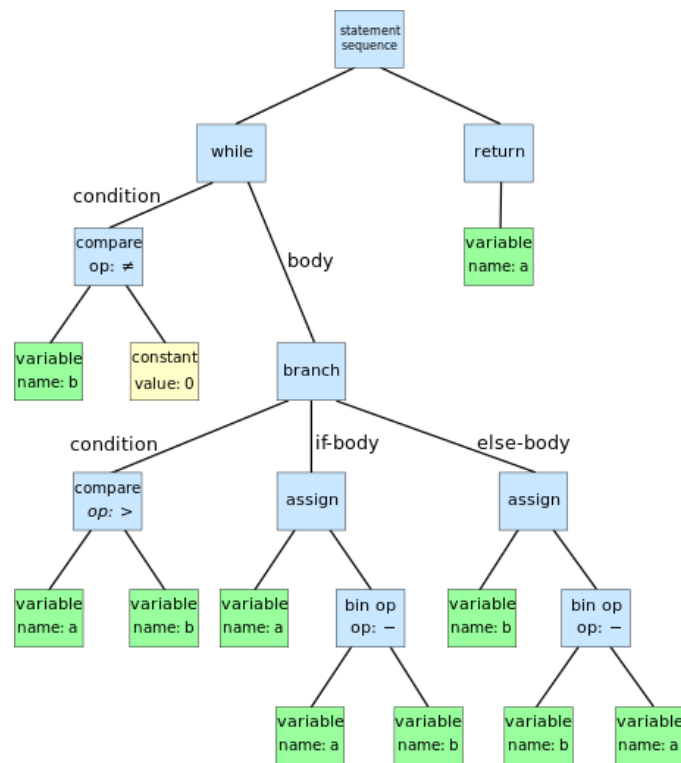 statement
sequence
while
return
condition
compare
op: ≠
body
variable
name: a
variable
name: b
constant
value: 0
branch
condition
if-body
else-body
compare
op: >
assign
assign
variable
name: a
variable
name: b
variable
name: a
bin op
op: −
variable
name: b
bin op
op: −
variable
name: a
variable
name: b
variable
name: b
variable
name: a